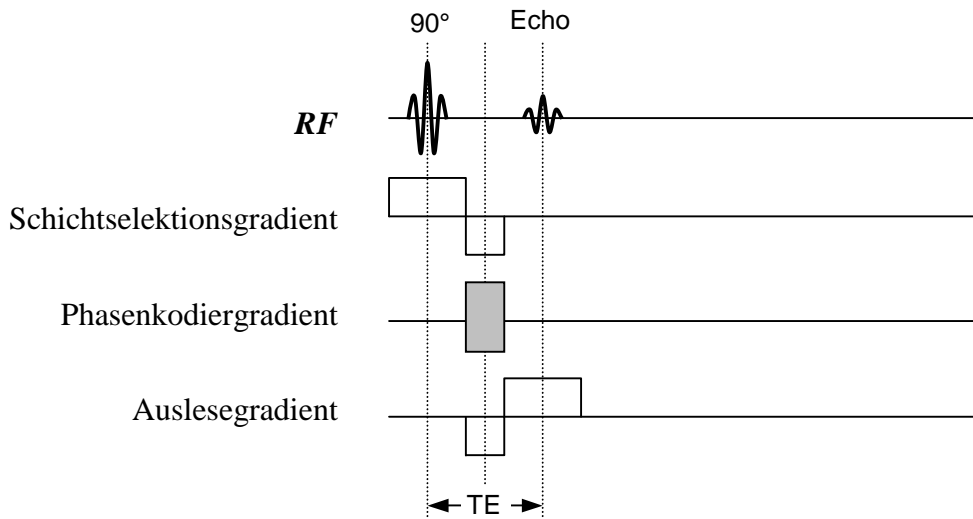 90° Echo
RF
Schichtselektionsgradient
Phasenkodiergradient
Auslesegradient
TE